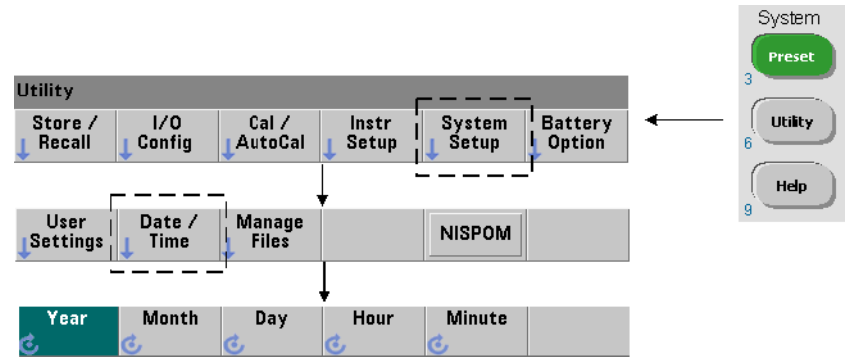 System
Preset
3
Utility
Store / Recall
I/O Config
Cal / AutoCal
Instr Setup
System Setup
Battery Option
Utility
6
Help
9
User Settings
Date / Time
Manage Files
NISPOM
Year
Month
Day
Hour
Minute